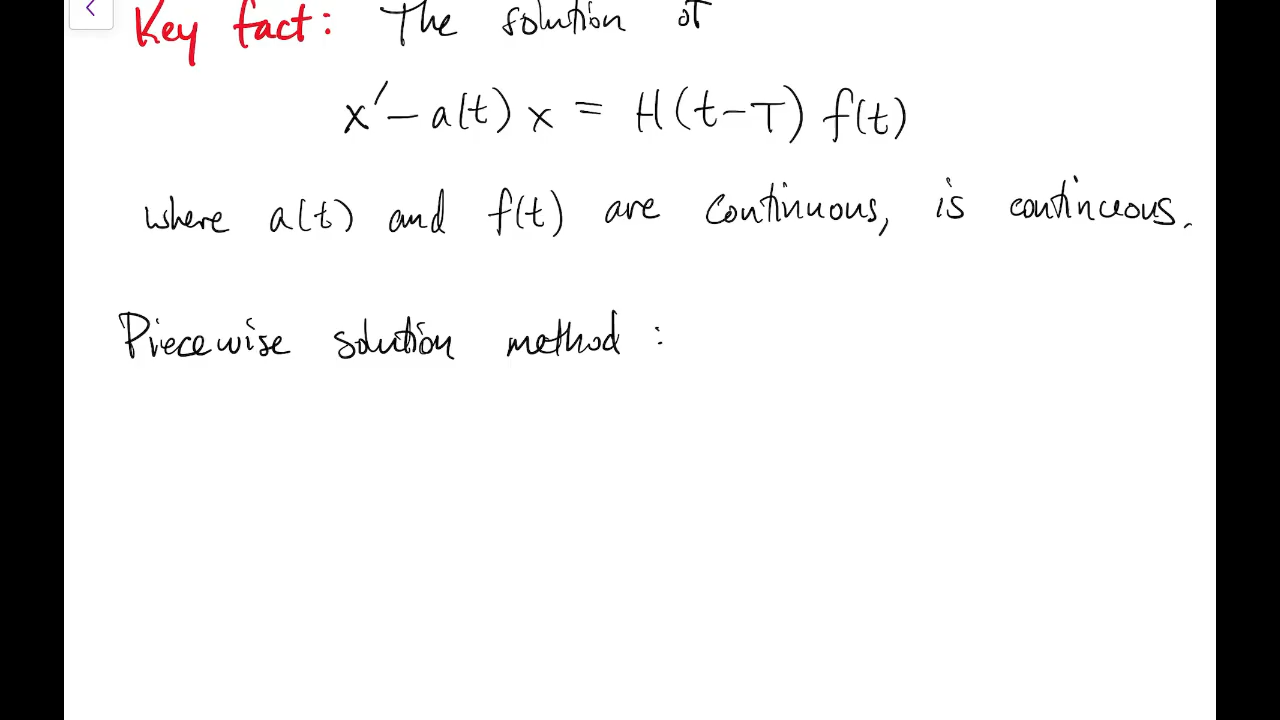 Key fact: The solution of
x' - a(t) x = H(t-T) f(t)
where a(t) and f(t) are continuous, is continuous.
Piecewise solution method :